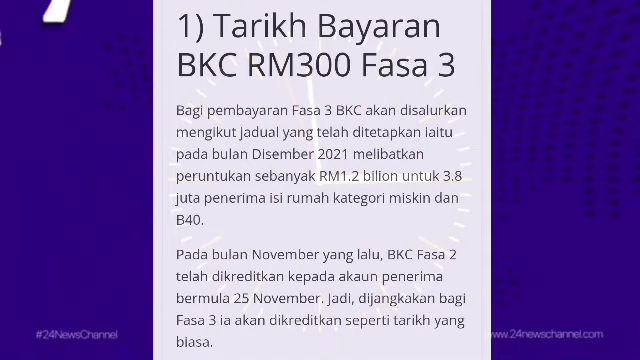 1) Tarikh Bayaran
BKC RM300 Fasa 3
Bagi pembayaran Fasa 3 BKC akan disalurkan
mengikut jadual yang telah ditetapkan iaitu
pada bulan Disember 2021 melibatkan
peruntukan sebanyak RM1.2 bilion untuk 3.8
juta penerima isi rumah kategori miskin dan
B40.
Pada bulan November yang lalu, BKC Fasa 2
telah dikreditkan kepada akaun penerima
bermula 25 November. Jadi, dijangkakan bagi
Fasa 3 ia akan dikreditkan seperti tarikh yang
biasa.
#24NewsChannel
www.24newschannel.com